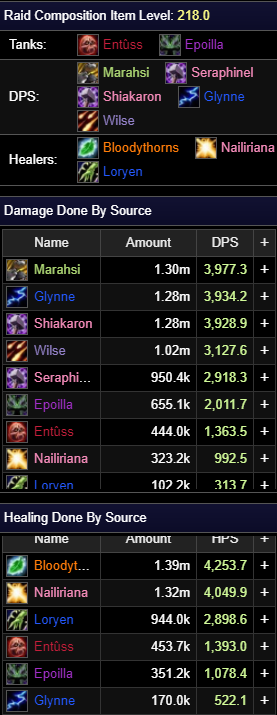 Raid Composition Item Level: 218.0
Tanks: Entûss Epoilla
DPS: Marahsi Seraphinel
Shiakaron Glynne
Wilse
Healers: Bloodythorns Nailiriana
Loryen
Damage Done By Source
Name Amount DPS +
Marahsi 1.30m 3,977.3 +
Glynne 1.28m 3,934.2 +
Shiakaron 1.28m 3,928.9 +
Wilse 1.02m 3,127.6 +
Seraphi... 950.4k 2,918.3 +
Epoilla 655.1k 2,011.7 +
Entûss 444.0k 1,363.5 +
Nailiriana 323.2k 992.5 +
Loryen 102.2k 313.7 +
Healing Done By Source
Name Amount HPS +
Bloodyt... 1.39m 4,253.7 +
Nailiriana 1.32m 4,049.9 +
Loryen 944.0k 2,898.6 +
Entûss 453.7k 1,393.0 +
Epoilla 351.2k 1,078.4 +
Glynne 170.0k 522.1 +